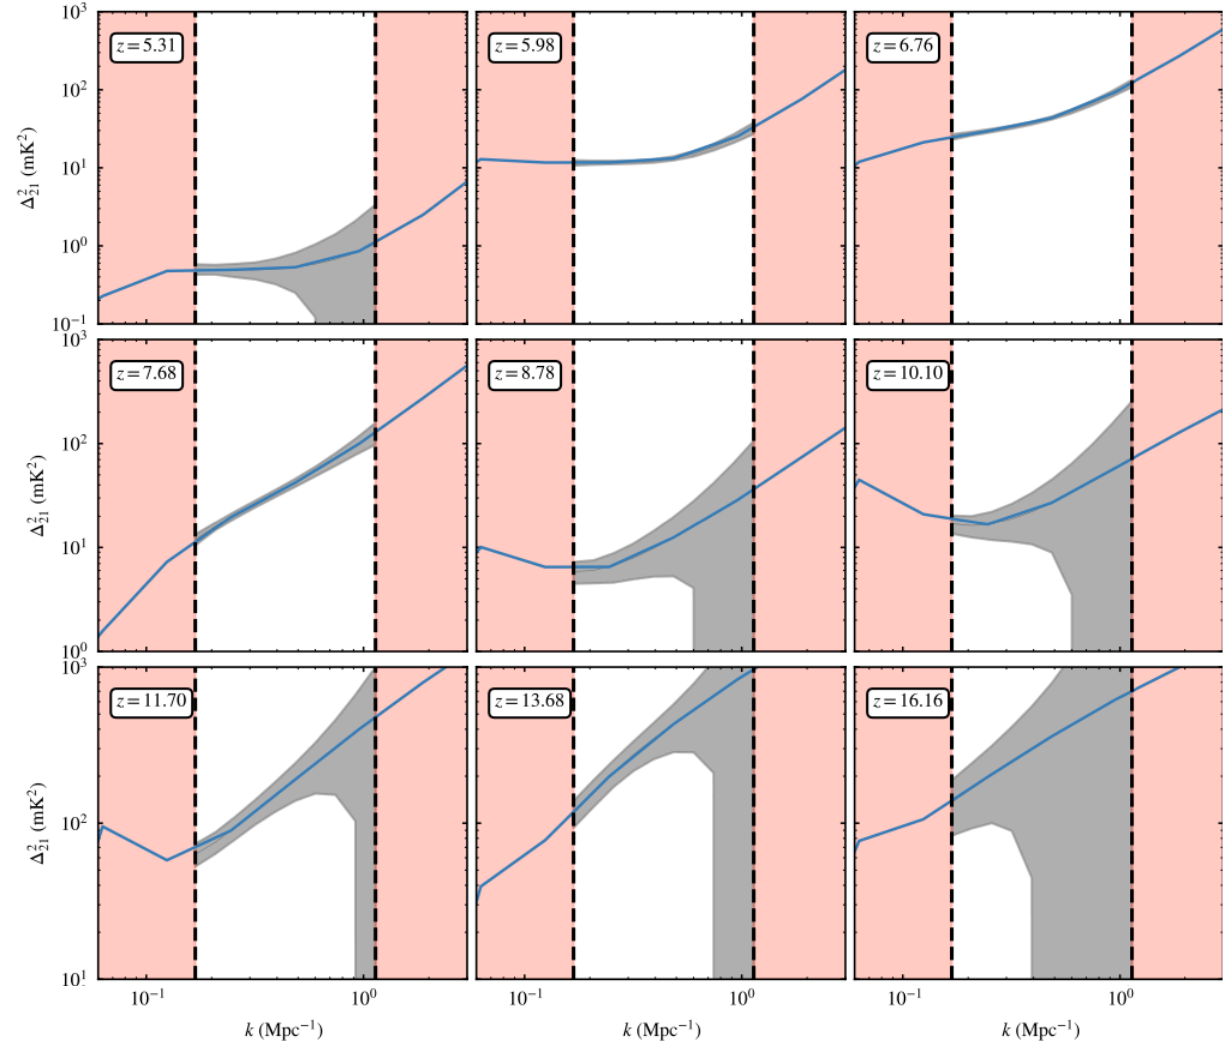 10³
z = 5.31
z = 5.98
z = 6.76
10²
10¹
10⁰
10⁻¹
Δ²₂₁ (mK²)
10³
z = 7.68
z = 8.78
z = 10.10
10²
10¹
10⁰
Δ²₂₁ (mK²)
10³
z = 11.70
z = 13.68
z = 16.16
10²
10¹
Δ²₂₁ (mK²)
10⁻¹ 10⁰ 10⁻¹ 10⁰ 10⁻¹ 10⁰
k (Mpc⁻¹) k (Mpc⁻¹) k (Mpc⁻¹)